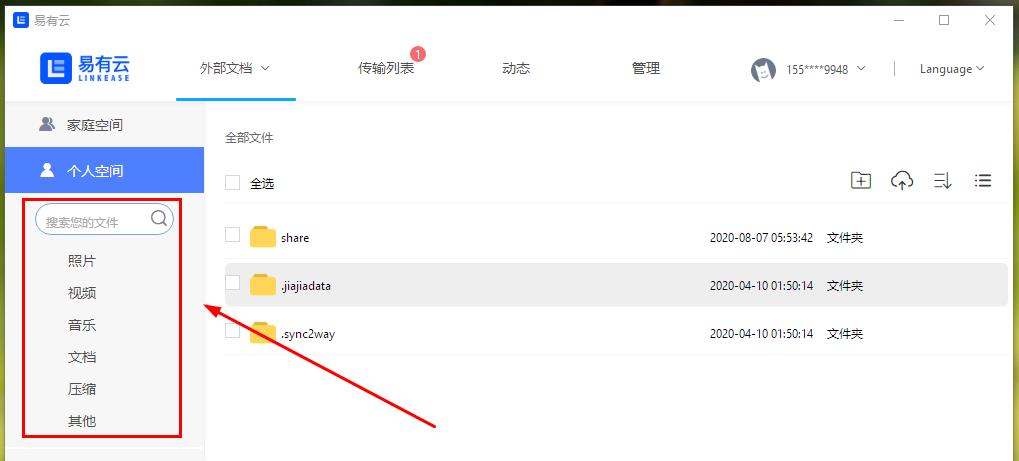 易有云
易有云
LINKEASE
外部文档
传输列表
1
动态
管理
155****9948
Language
家庭空间
个人空间
搜索您的文件
照片
视频
音乐
文档
压缩
其他
全部文件
全选
share 2020-08-07 05:53:42 文件夹
.jiajiadata 2020-04-10 01:50:14 文件夹
.sync2way 2020-04-10 01:50:14 文件夹